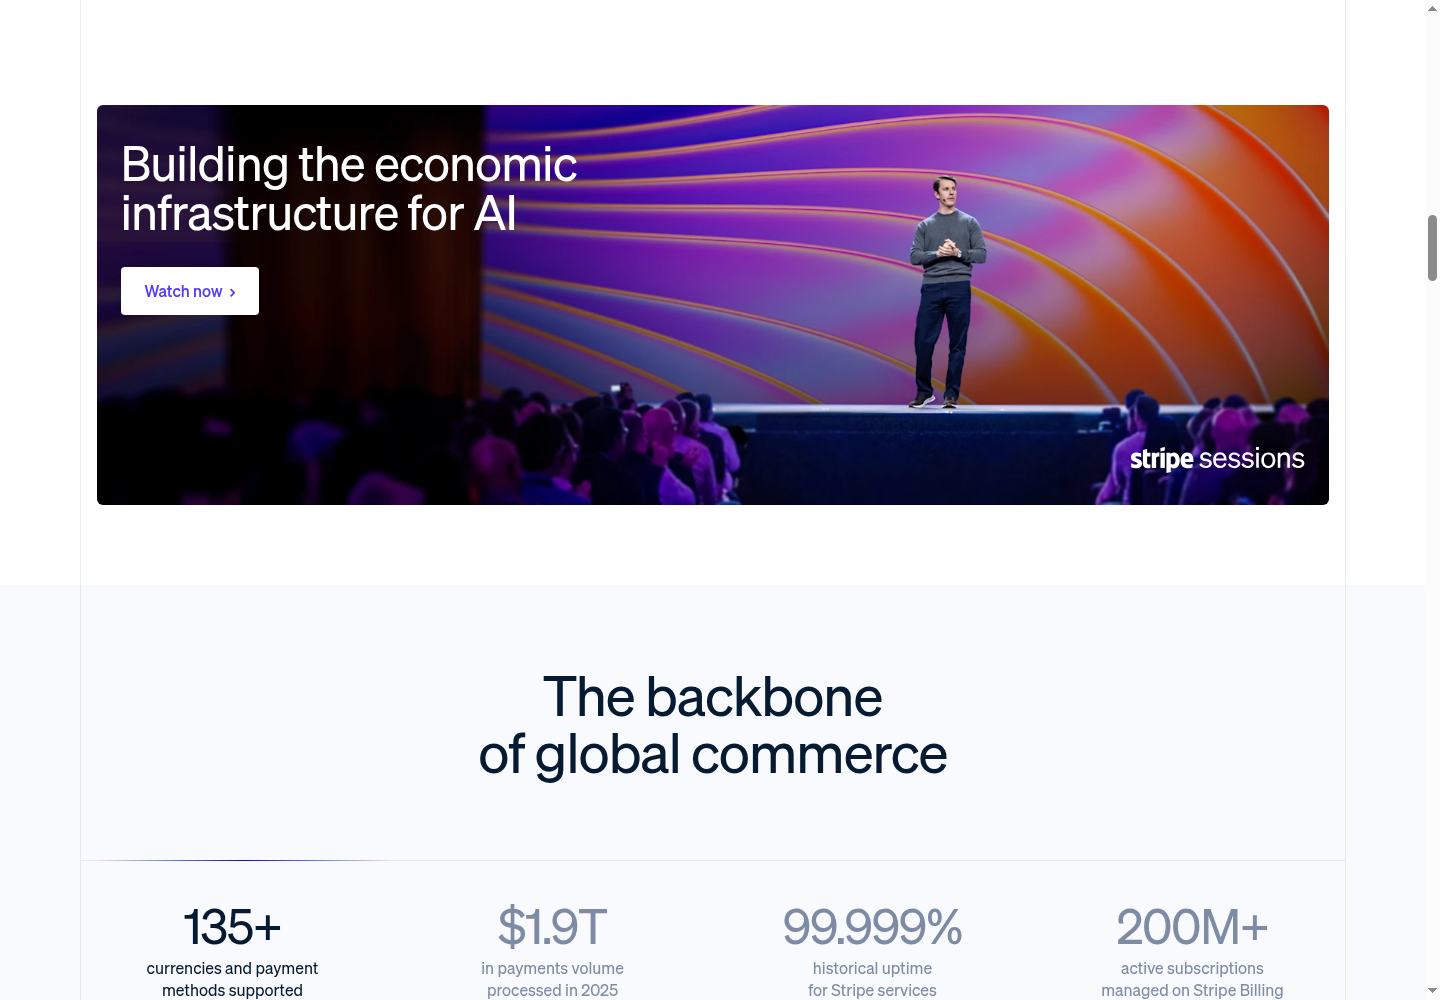 Building the economic
infrastructure for AI
Watch now
stripe sessions
The backbone
of global commerce
135+
currencies and payment
methods supported
$1.9T
in payments volume
processed in 2025
99.999%
historical uptime
for Stripe services
200M+
active subscriptions
managed on Stripe Billing